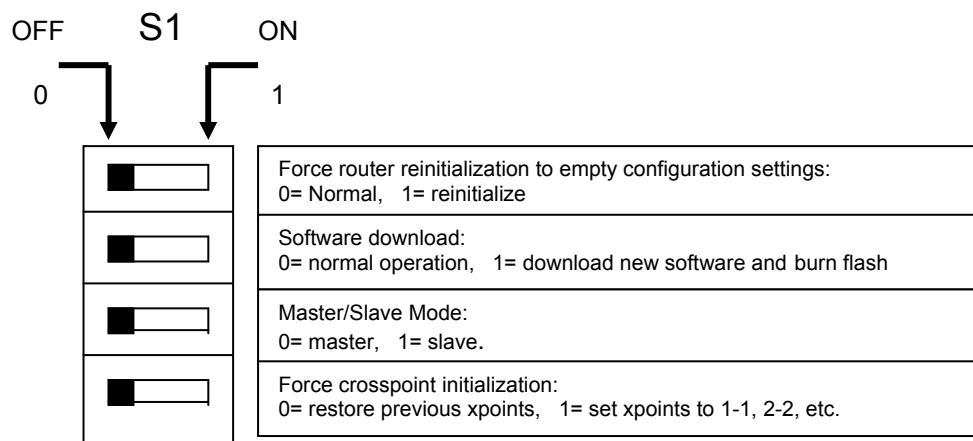 OFF S1 ON
0 1
Force router reinitialization to empty configuration settings:
0= Normal, 1= reinitialize
Software download:
0= normal operation, 1= download new software and burn flash
Master/Slave Mode:
0= master, 1= slave.
Force crosspoint initialization:
0= restore previous xpoints, 1= set xpoints to 1-1, 2-2, etc.